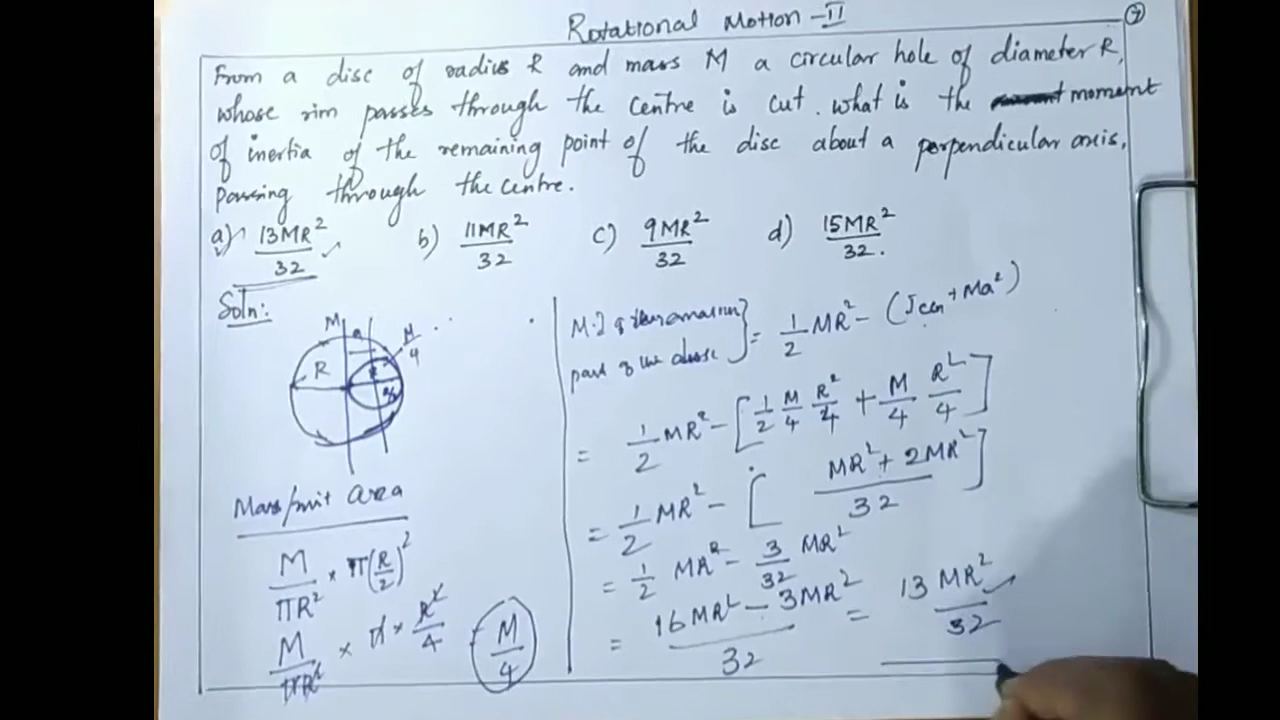 Rotational Motion - II
7
From a disc of radius R and mass M a circular hole of diameter R,
whose rim passes through the centre is cut. what is the moment
of inertia of the remaining point of the disc about a perpendicular axis,
passing through the centre.
a) 13MR²/32 b) 11MR²/32 c) 9MR²/32 d) 15MR²/32.
Soln:
M a M/4
R R/2
Mass/unit area
M/πR² × π(R/2)²
M/πR² × π × R²/4 = M/4
M.I of the remaining
part of the disc } = 1/2 MR² - (Icm + Ma²)
= 1/2 MR² - [1/2 M/4 R²/4 + M/4 R²/4]
= 1/2 MR² - [MR² + 2MR²/32]
= 1/2 MR² - 3/32 MR²
= 16MR² - 3MR²/32 = 13MR²/32